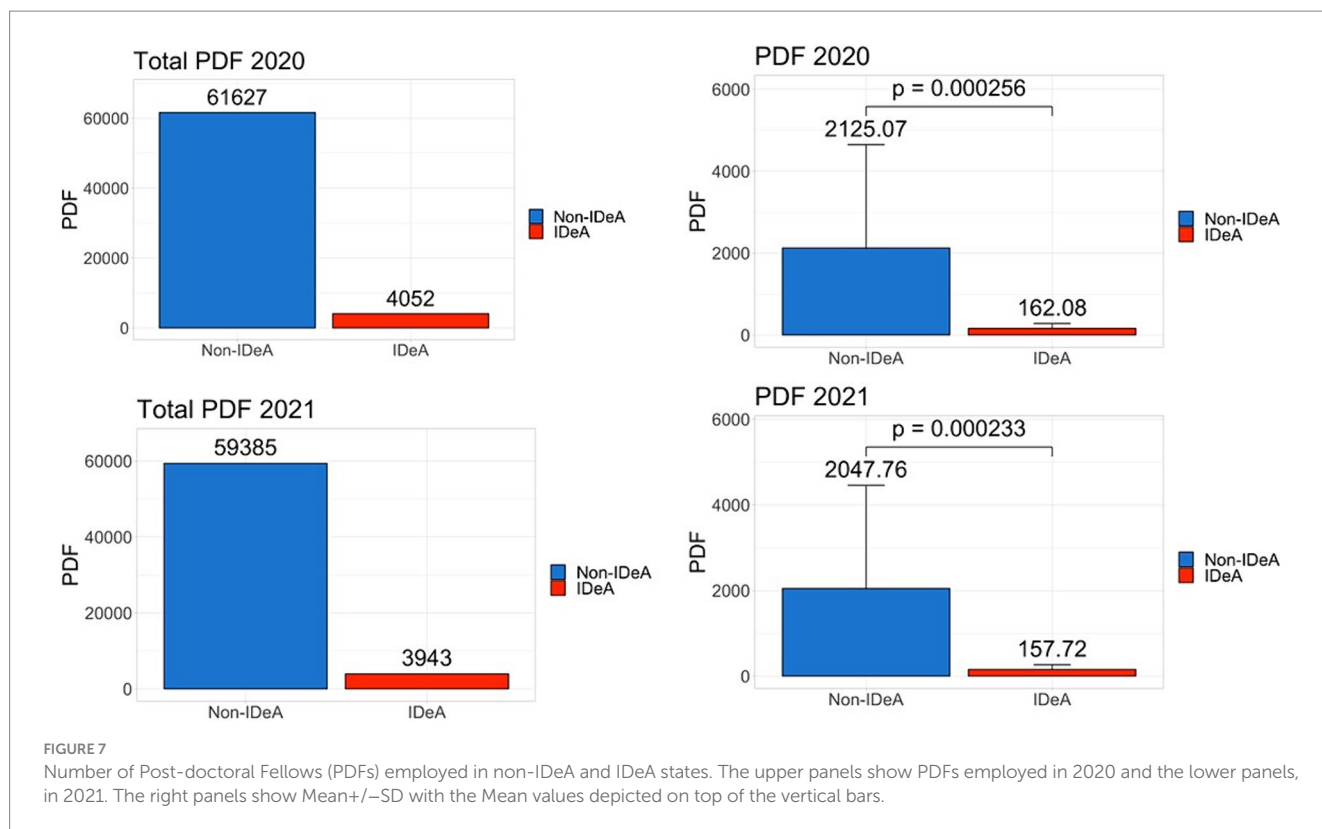 Total PDF 2020
61627
60000
40000
20000
0
PDF
4052
Non-IDeA
IDeA
Non-IDeA
IDeA
PDF 2020
6000
4000
2000
0
PDF
p = 0.000256
2125.07
162.08
Non-IDeA
IDeA
Non-IDeA
IDeA
Total PDF 2021
59385
60000
40000
20000
0
PDF
3943
Non-IDeA
IDeA
Non-IDeA
IDeA
PDF 2021
6000
4000
2000
0
PDF
p = 0.000233
2047.76
157.72
Non-IDeA
IDeA
Non-IDeA
IDeA
FIGURE 7
Number of Post-doctoral Fellows (PDFs) employed in non-IDeA and IDeA states. The upper panels show PDFs employed in 2020 and the lower panels,
in 2021. The right panels show Mean+/−SD with the Mean values depicted on top of the vertical bars.